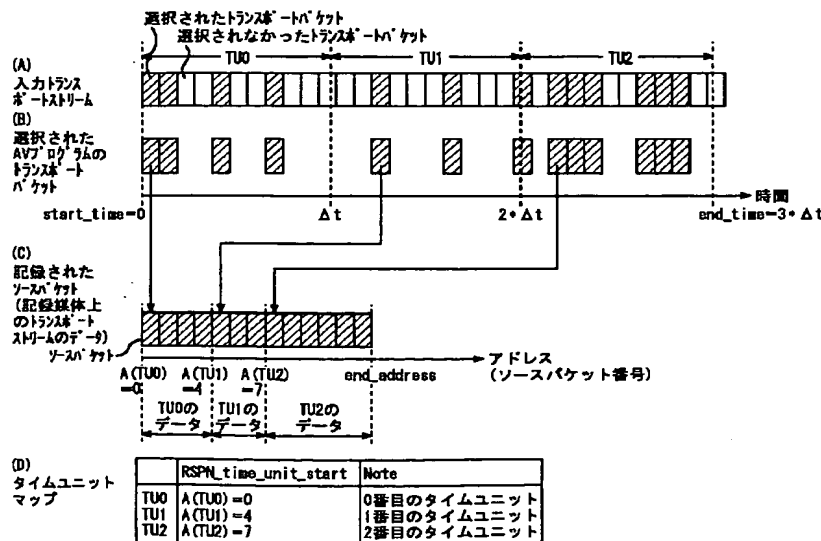 選択されたトランスポートパケット
選択されなかったトランスポートパケット
TU0 TU1 TU2
(A)
入力トランス
ポートストリーム
(B)
選択された
AVプログラムの
トランスポート
パケット
時間
start_time=0 Δt 2*Δt end_time=3*Δt
(C)
記録された
ソースパケット
(記録媒体上
のトランスポート
ストリームのデータ)
ソースパケット
アドレス
(ソースパケット番号)
A(TU0)
=0
A(TU1)
=4
A(TU2)
=7
end_address
TU0の
データ
TU1の
データ
TU2の
データ
(D)
タイムユニット
マップ
RSPN_time_unit_start Note
TU0 A(TU0)=0 0番目のタイムユニット
TU1 A(TU1)=4 1番目のタイムユニット
TU2 A(TU2)=7 2番目のタイムユニット